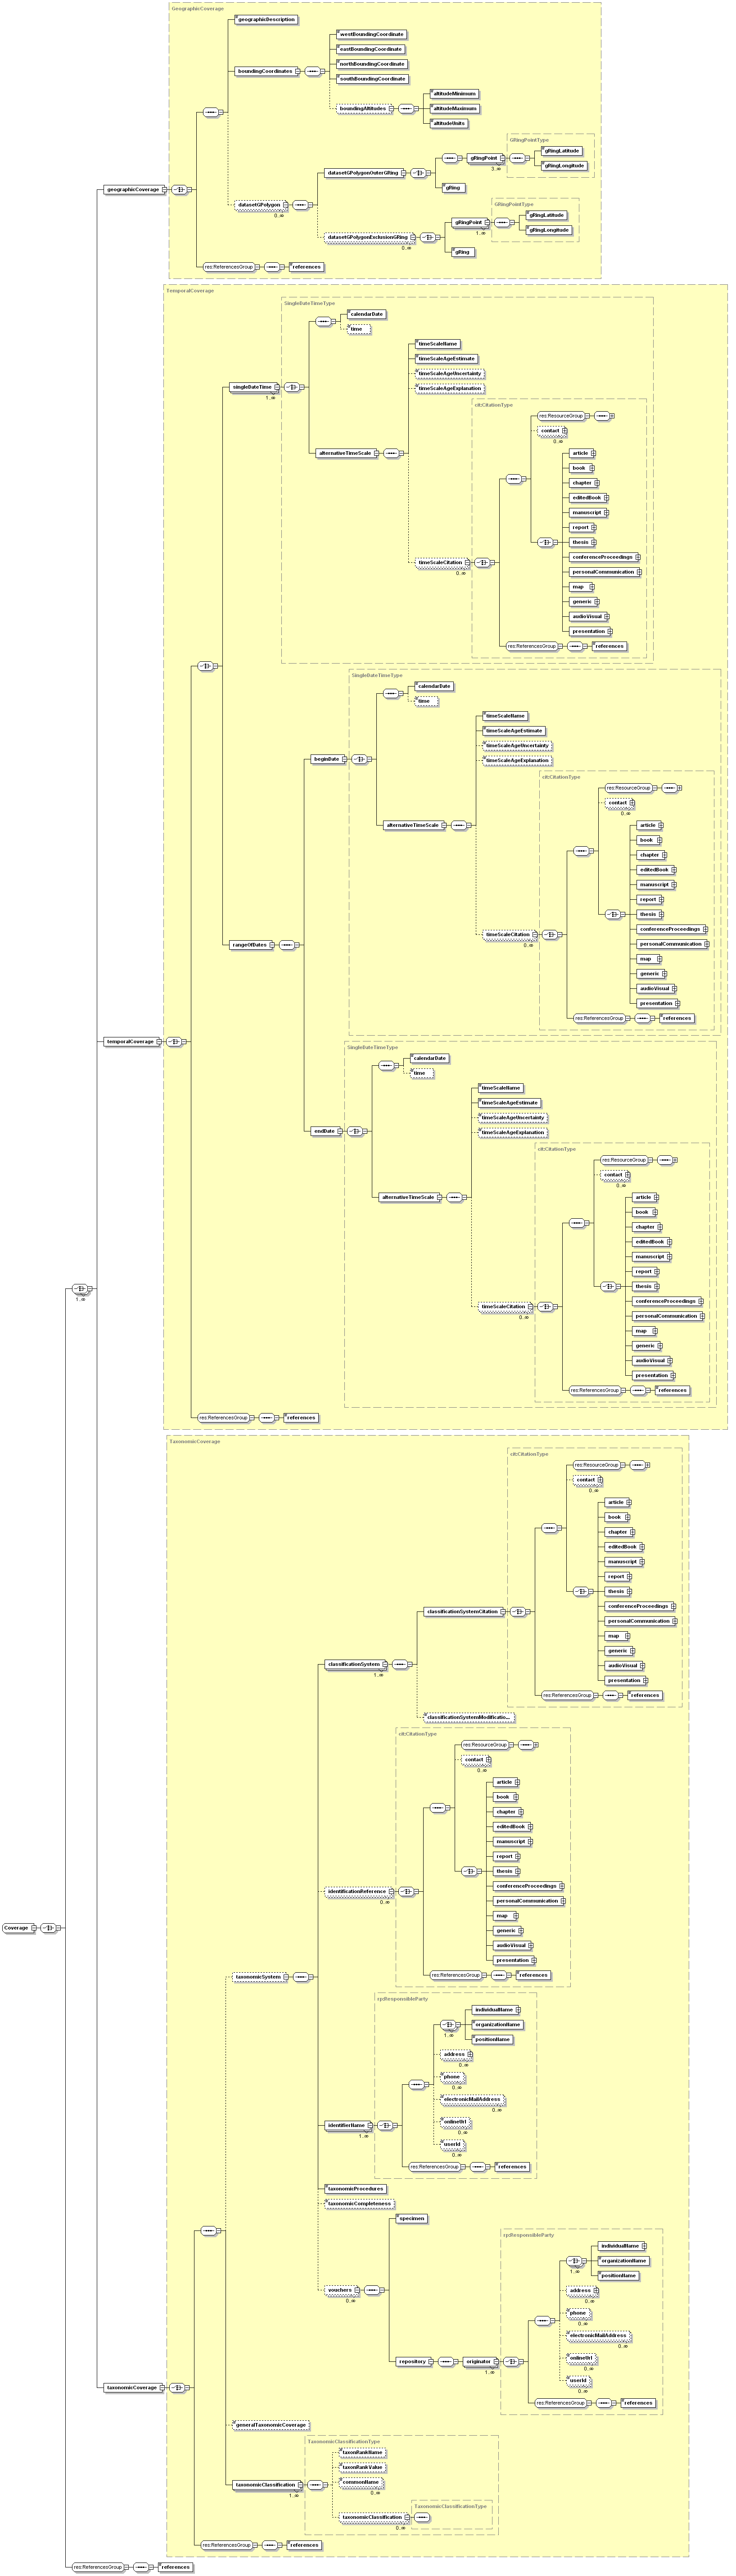 GeographicCoverage
geographicDescription
westBoundingCoordinate
eastBoundingCoordinate
northBoundingCoordinate
boundingCoordinates
southBoundingCoordinate
altitudeMinimum
boundingAltitudes
altitudeMaximum
altitudeUnits
GRingPointType
gRingLatitude
gRingPoint
gRingLongitude
3..∞
datasetGPolygonOuterGRing
gRing
geographicCoverage
GRingPointType
datasetGPolygon
0..∞
gRingLatitude
gRingPoint
gRingLongitude
1..∞
datasetGPolygonExclusionGRing
0..∞
gRing
res:ReferencesGroup
references
TemporalCoverage
SingleDateTimeType
calendarDate
time
timeScaleName
timeScaleAgeEstimate
timeScaleAgeUncertainty
singleDateTime
1..∞
timeScaleAgeExplanation
cit:CitationType
res:ResourceGroup
contact
0..∞
alternativeTimeScale
article
book
chapter
editedBook
manuscript
report
thesis
conferenceProceedings
timeScaleCitation
0..∞
personalCommunication
map
generic
audioVisual
presentation
res:ReferencesGroup
references
SingleDateTimeType
calendarDate
time
timeScaleName
timeScaleAgeEstimate
timeScaleAgeUncertainty
beginDate
timeScaleAgeExplanation
cit:CitationType
res:ResourceGroup
contact
0..∞
alternativeTimeScale
article
book
chapter
editedBook
manuscript
report
thesis
conferenceProceedings
timeScaleCitation
0..∞
rangeOfDates
personalCommunication
map
generic
audioVisual
presentation
res:ReferencesGroup
references
temporalCoverage
SingleDateTimeType
calendarDate
time
timeScaleName
timeScaleAgeEstimate
timeScaleAgeUncertainty
endDate
timeScaleAgeExplanation
cit:CitationType
res:ResourceGroup
contact
0..∞
alternativeTimeScale
article
book
chapter
editedBook
manuscript
report
thesis
1..∞
conferenceProceedings
timeScaleCitation
0..∞
personalCommunication
map
generic
audioVisual
presentation
res:ReferencesGroup
references
res:ReferencesGroup
references
TaxonomicCoverage
cit:CitationType
res:ResourceGroup
contact
0..∞
article
book
chapter
editedBook
manuscript
report
thesis
conferenceProceedings
classificationSystemCitation
personalCommunication
map
generic
audioVisual
presentation
classificationSystem
1..∞
res:ReferencesGroup
references
classificationSystemModificatio...
cit:CitationType
res:ResourceGroup
contact
0..∞
article
book
chapter
editedBook
manuscript
report
thesis
conferenceProceedings
identificationReference
0..∞
personalCommunication
map
generic
Coverage
audioVisual
presentation
res:ReferencesGroup
references
taxonomicSystem
rp:ResponsibleParty
individualName
organizationName
1..∞
positionName
address
0..∞
phone
0..∞
electronicMailAddress
0..∞
onlineUrl
0..∞
userId
0..∞
identifierName
1..∞
res:ReferencesGroup
references
taxonomicProcedures
taxonomicCompleteness
specimen
rp:ResponsibleParty
individualName
organizationName
1..∞
positionName
vouchers
0..∞
address
0..∞
phone
0..∞
electronicMailAddress
0..∞
onlineUrl
0..∞
repository
originator
1..∞
userId
0..∞
taxonomicCoverage
res:ReferencesGroup
references
generalTaxonomicCoverage
TaxonomicClassificationType
taxonRankName
taxonRankValue
commonName
0..∞
taxonomicClassification
1..∞
TaxonomicClassificationType
taxonomicClassification
0..∞
res:ReferencesGroup
references
res:ReferencesGroup
references